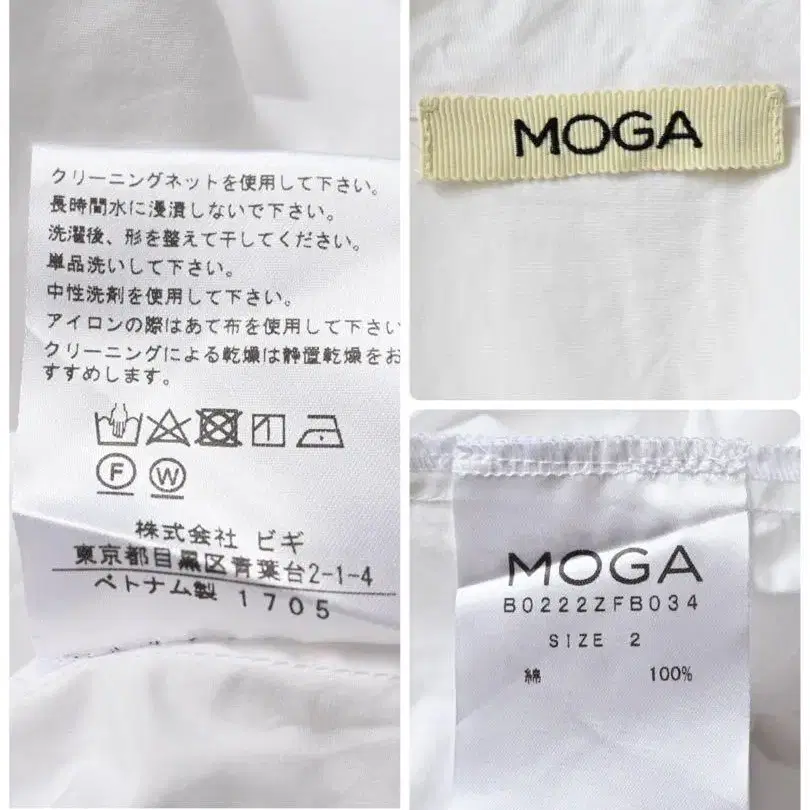 クリーニングネットを使用して下さい。
長時間水に浸漬しないで下さい。
洗濯後、形を整えて干してください。
単品洗いして下さい。
中性洗剤を使用して下さい。
アイロンの際はあて布を使用して下さい
クリーニングによる乾燥は静置乾燥をお
すすめします。
F W
株式会社 ビギ
東京都目黒区青葉台2-1-4
ベトナム製 1705
MOGA
MOGA
B0222ZFB034
SIZE 2
綿 100%